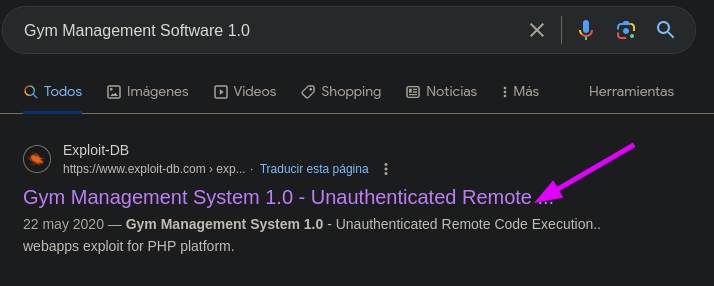 Gym Management Software 1.0
Todos Imágenes Videos Shopping Noticias Más Herramientas
Exploit-DB
https://www.exploit-db.com › exp... · Traducir esta página
Gym Management System 1.0 - Unauthenticated Remote ...
22 may 2020 — Gym Management System 1.0 - Unauthenticated Remote Code Execution..
webapps exploit for PHP platform.